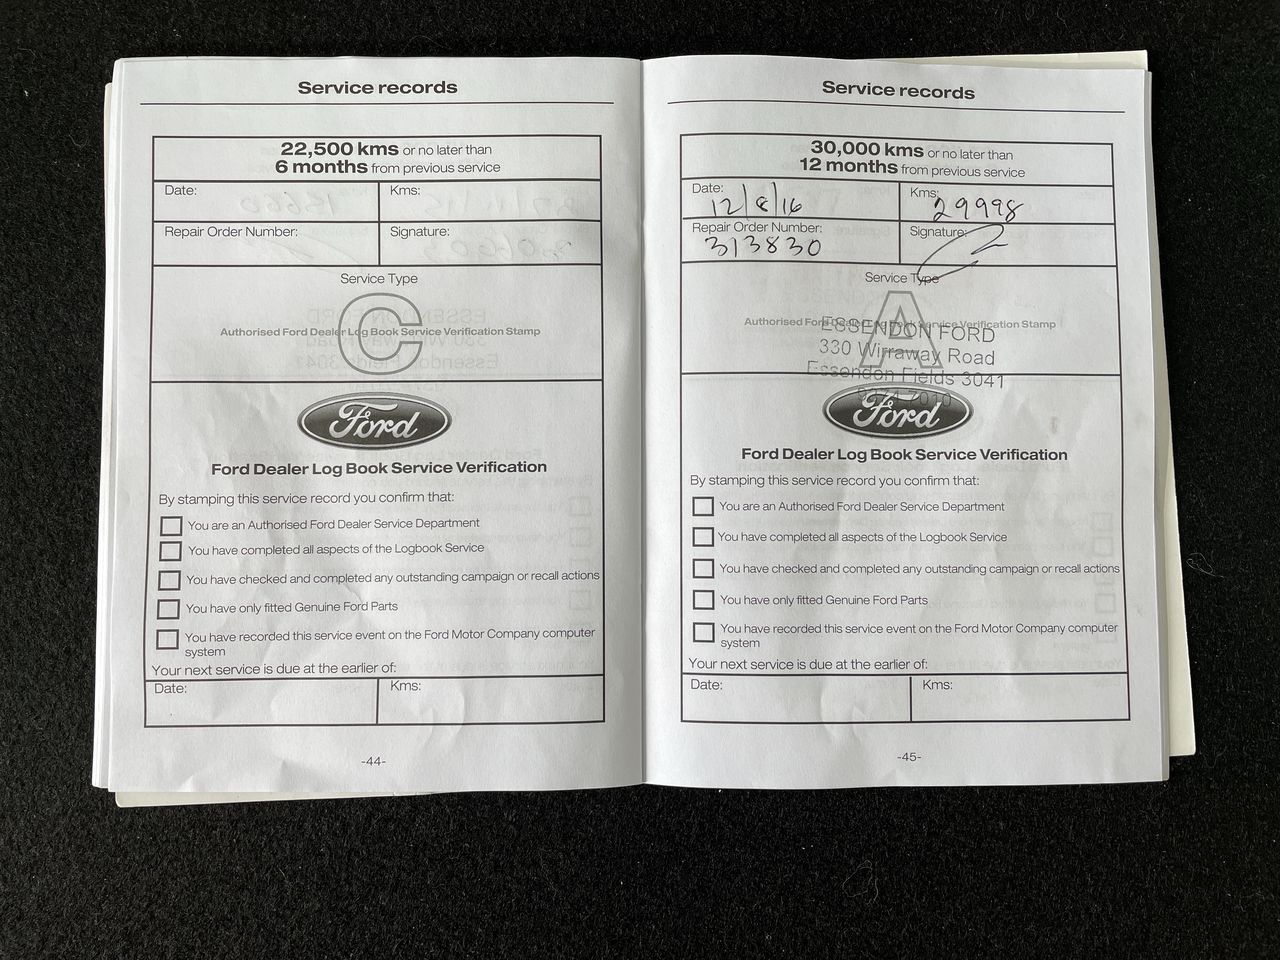 Service records
22,500 kms or no later than
6 months from previous service
Date:
Kms:
Repair Order Number:
Signature:
Service Type
C
Authorised Ford Dealer Log Book Service Verification Stamp
Ford
Ford Dealer Log Book Service Verification
By stamping this service record you confirm that:
You are an Authorised Ford Dealer Service Department
You have completed all aspects of the Logbook Service
You have checked and completed any outstanding campaign or recall actions
You have only fitted Genuine Ford Parts
You have recorded this service event on the Ford Motor Company computer
system
Your next service is due at the earlier of:
Date:
Kms:
-44-
Service records
30,000 kms or no later than
12 months from previous service
Date:
12/8/16
Kms:
29998
Repair Order Number:
313830
Signature:
Service Type
A
Authorised Ford Dealer Log Book Service Verification Stamp
ESSENDON FORD
330 Wirraway Road
Essendon Fields 3041
Ford
Ford Dealer Log Book Service Verification
By stamping this service record you confirm that:
You are an Authorised Ford Dealer Service Department
You have completed all aspects of the Logbook Service
You have checked and completed any outstanding campaign or recall actions
You have only fitted Genuine Ford Parts
You have recorded this service event on the Ford Motor Company computer
system
Your next service is due at the earlier of:
Date:
Kms:
-45-